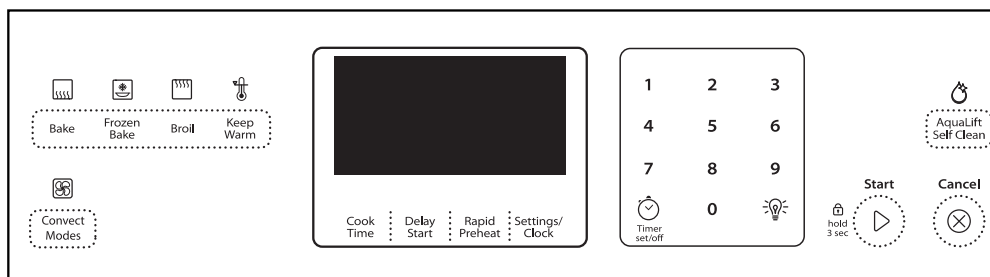 Bake
Frozen
Bake
Broil
Keep
Warm
Convect
Modes
Cook
Time
Delay
Start
Rapid
Preheat
Settings/
Clock
1 2 3
4 5 6
7 8 9
0
Timer
set/off
AquaLift
Self Clean
Start
hold
3 sec
Cancel